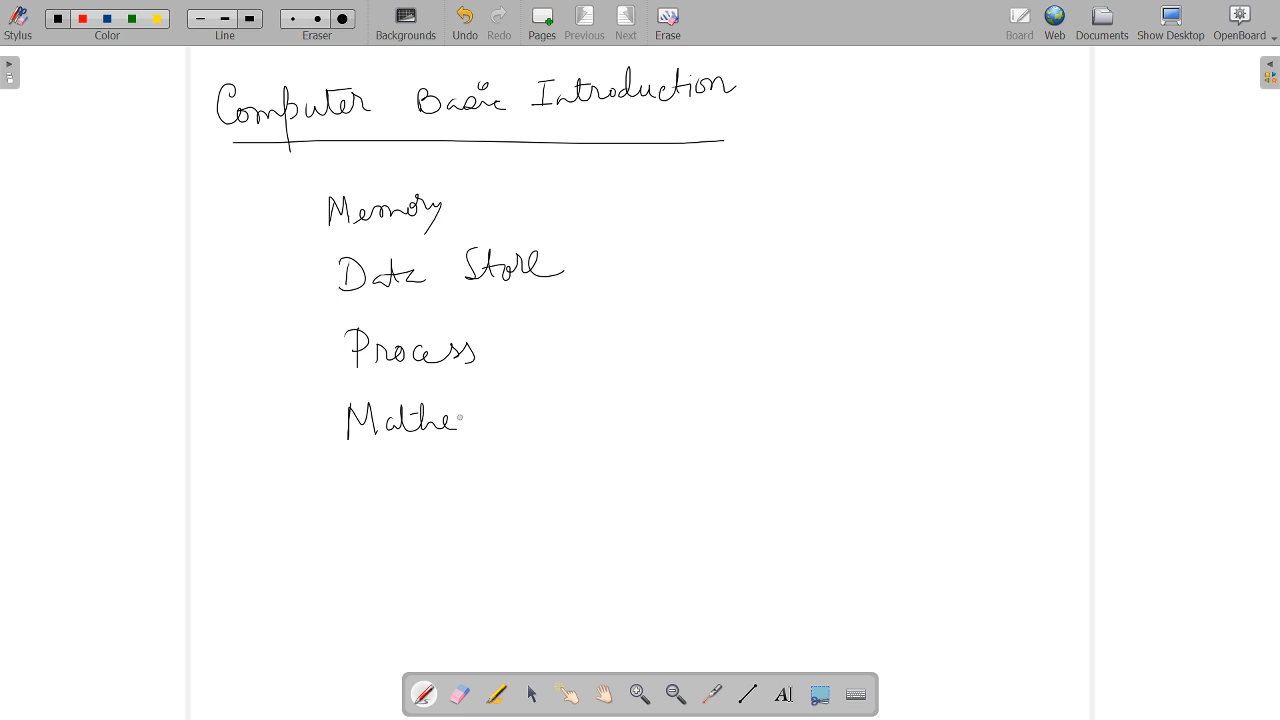 Stylus Color Line Eraser Backgrounds Undo Redo Pages Previous Next Erase Board Web Documents Show Desktop OpenBoard
Computer Basic Introduction
Memory
Data Store
Process
Mathe
AI